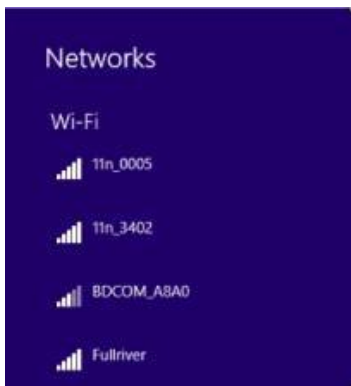 Networks
Wi-Fi
11n_0005
11n_3402
BDCOM_A8A0
Fullriver